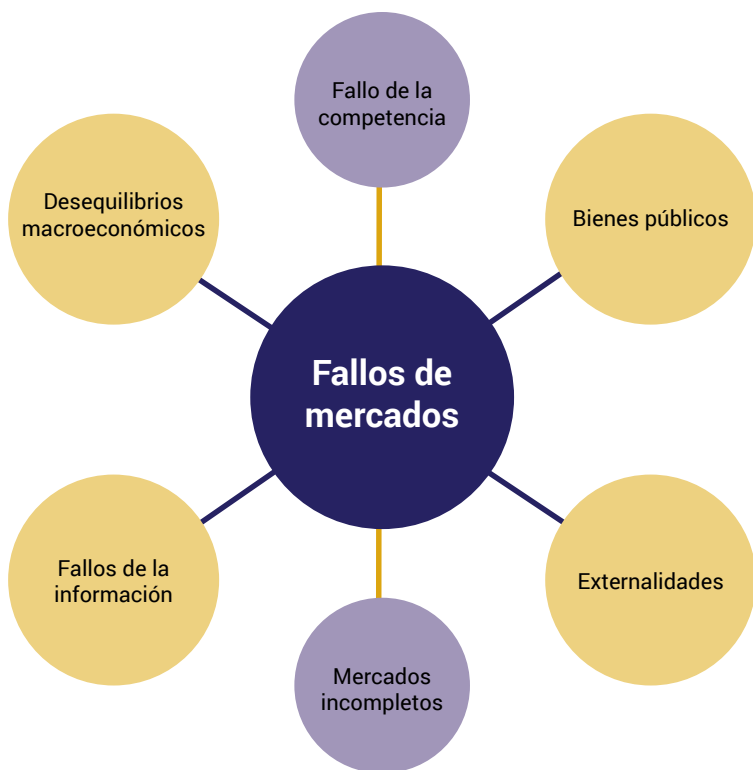 Fallo de la
competencia
Desequilibrios
macroeconómicos
Bienes públicos
Fallos de
mercados
Fallos de la
información
Externalidades
Mercados
incompletos